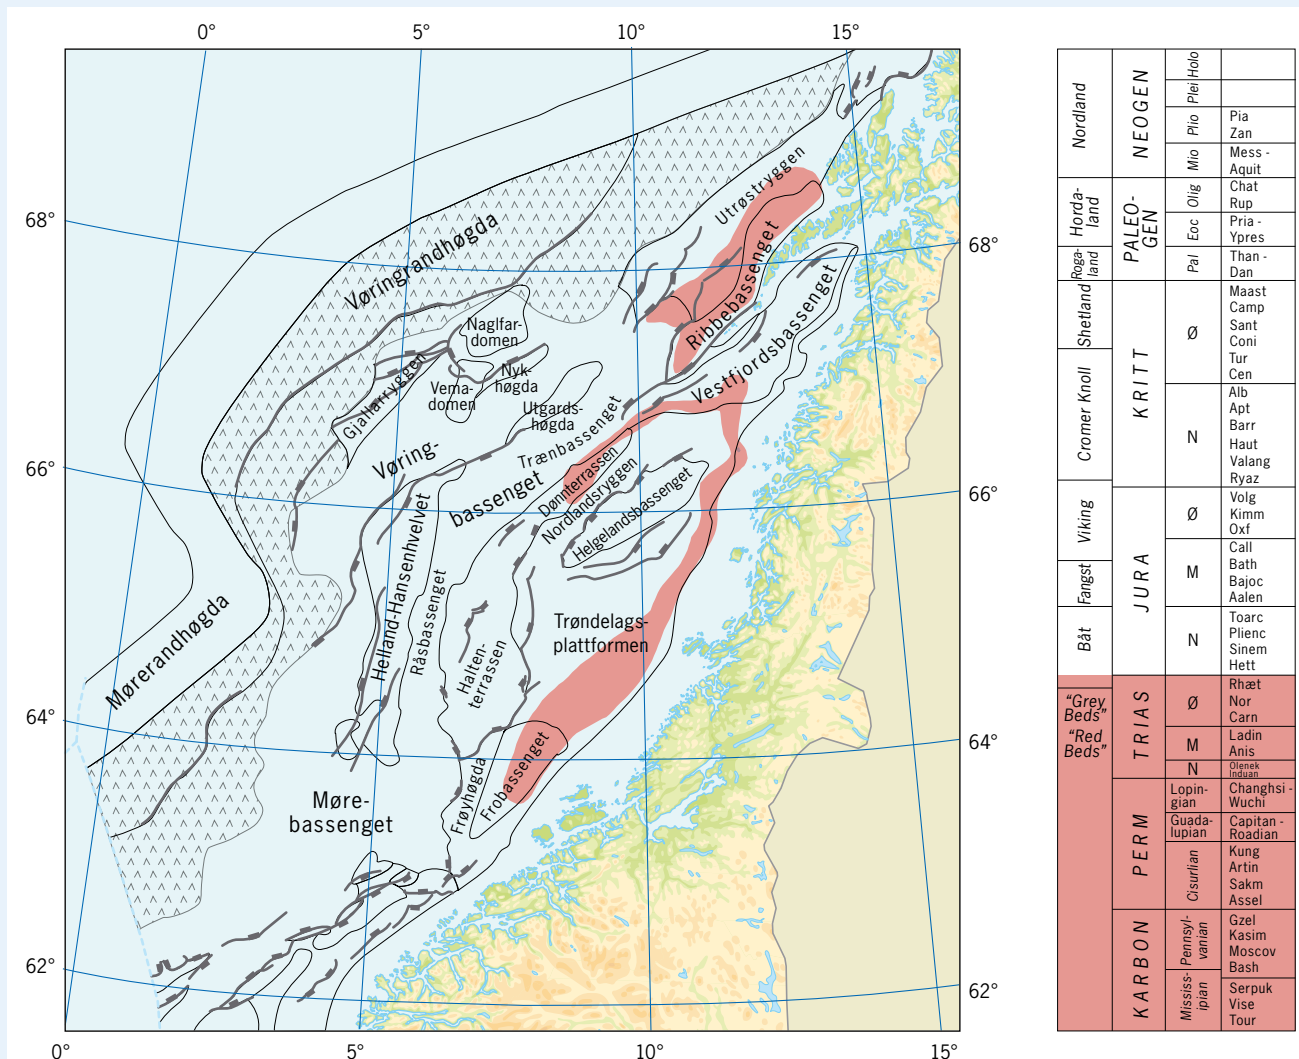 0°
5°
10°
15°
68°
66°
64°
62°
68°
66°
64°
62°
0°
5°
10°
15°
Utrøstryggen
Vøringrandhøgda
Ribbebassenget
Vestfjordsbassenget
Naglfar-
domen
Nyk-
høgda
Vema-
domen
Gjallarryggen
Utgards-
høgda
Trænbassenget
Vøring-
bassenget
Dønnterrassen
Nordlandsryggen
Helgelandsbassenget
Helland-Hansenhvelvet
Råsbassenget
Halten-
terrassen
Trøndelags-
plattformen
Mørerandhøgda
Frøyhøgda
Frobassenget
Møre-
bassenget
Nordland
Horda-
land
Roga-
land
Shetland
Cromer Knoll
Viking
Fangst
Båt
"Grey
Beds"
"Red
Beds"
NEOGEN
PALEO-
GEN
KRITT
JURA
TRIAS
PERM
KARBON
Holo
Plei
Plio
Mio
Olig
Eoc
Pal
Ø
N
Ø
M
N
Ø
M
N
Lopin-
gian
Guada-
lupian
Cisurlian
Pennsyl-
vanian
Mississ-
ipian
Pia
Zan
Mess -
Aquit
Chat
Rup
Pria -
Ypres
Than -
Dan
Maast
Camp
Sant
Coni
Tur
Cen
Alb
Apt
Barr
Haut
Valang
Ryaz
Volg
Kimm
Oxf
Call
Bath
Bajoc
Aalen
Toarc
Plienc
Sinem
Hett
Rhæt
Nor
Carn
Ladin
Anis
Olenek
Induan
Changhsi -
Wuchi
Capitan -
Roadian
Kung
Artin
Sakm
Assel
Gzel
Kasim
Moscov
Bash
Serpuk
Vise
Tour